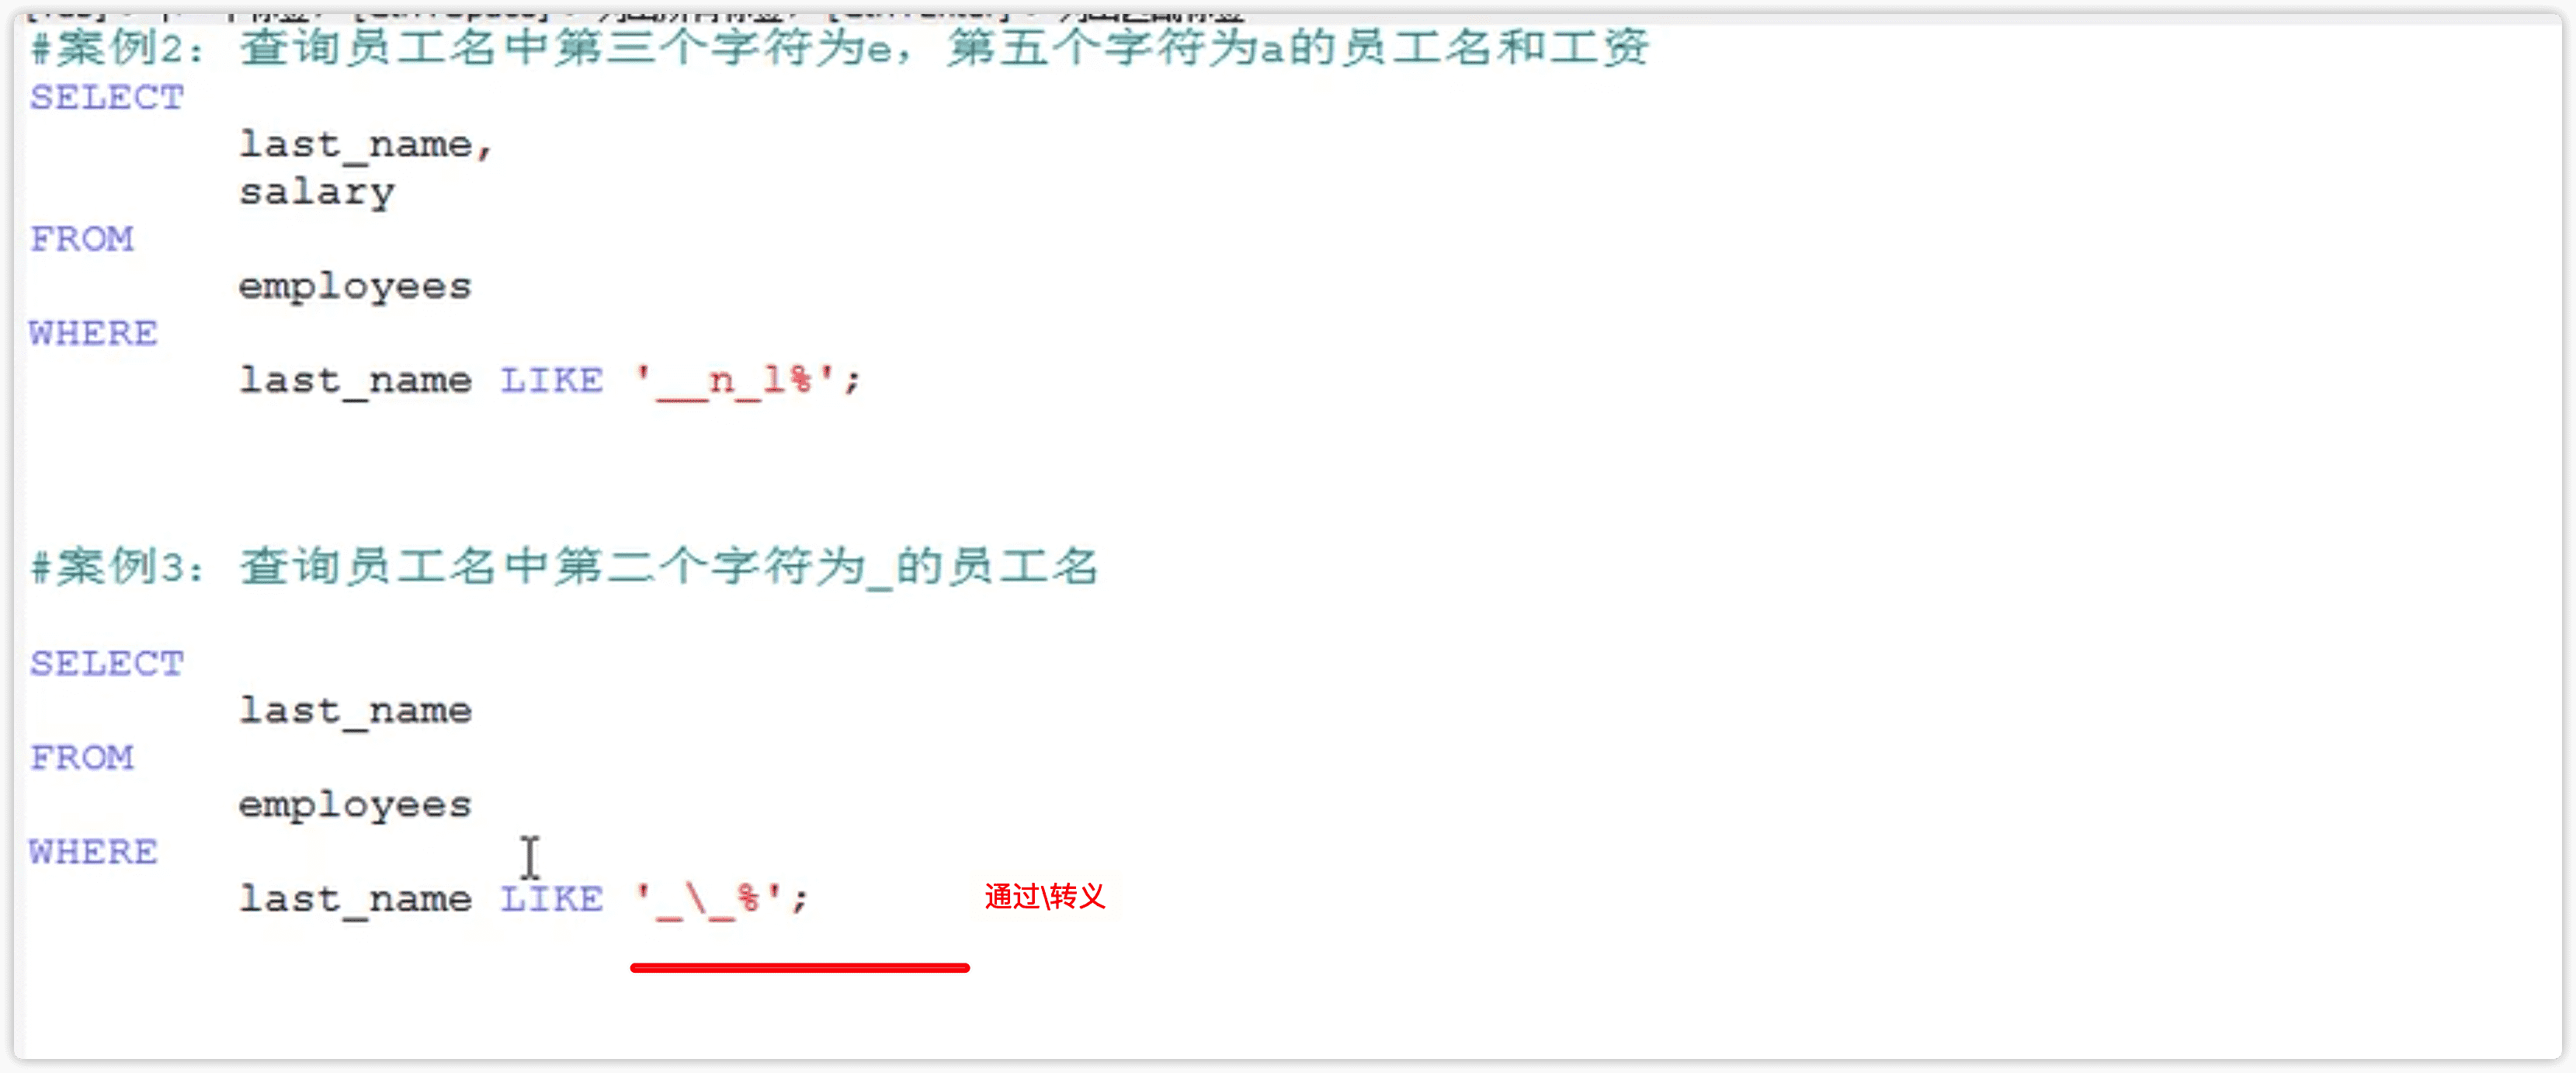 #案例2：查询员工名中第三个字符为e，第五个字符为a的员工名和工资
SELECT
last_name,
salary
FROM
employees
WHERE
last_name LIKE '__n_l%';
#案例3：查询员工名中第二个字符为_的员工名
SELECT
last_name
FROM
employees
WHERE
last_name LIKE '_\_%'; 通过\转义